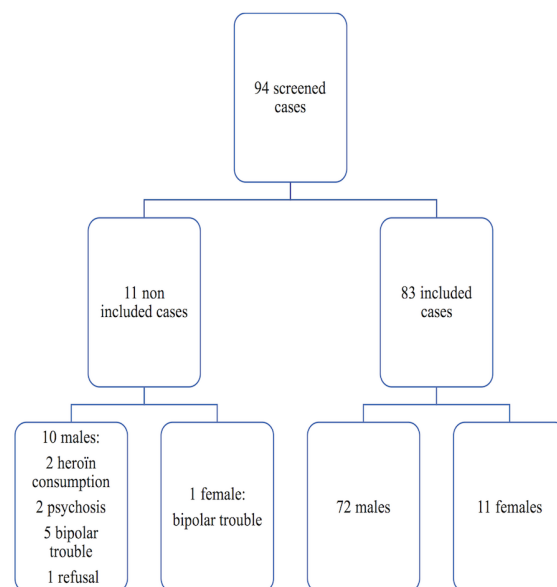 94 screened
cases
11 non
included cases
83 included
cases
10 males:
2 heroïn
consumption
2 psychosis
5 bipolar
trouble
1 refusal
1 female:
bipolar trouble
72 males
11 females